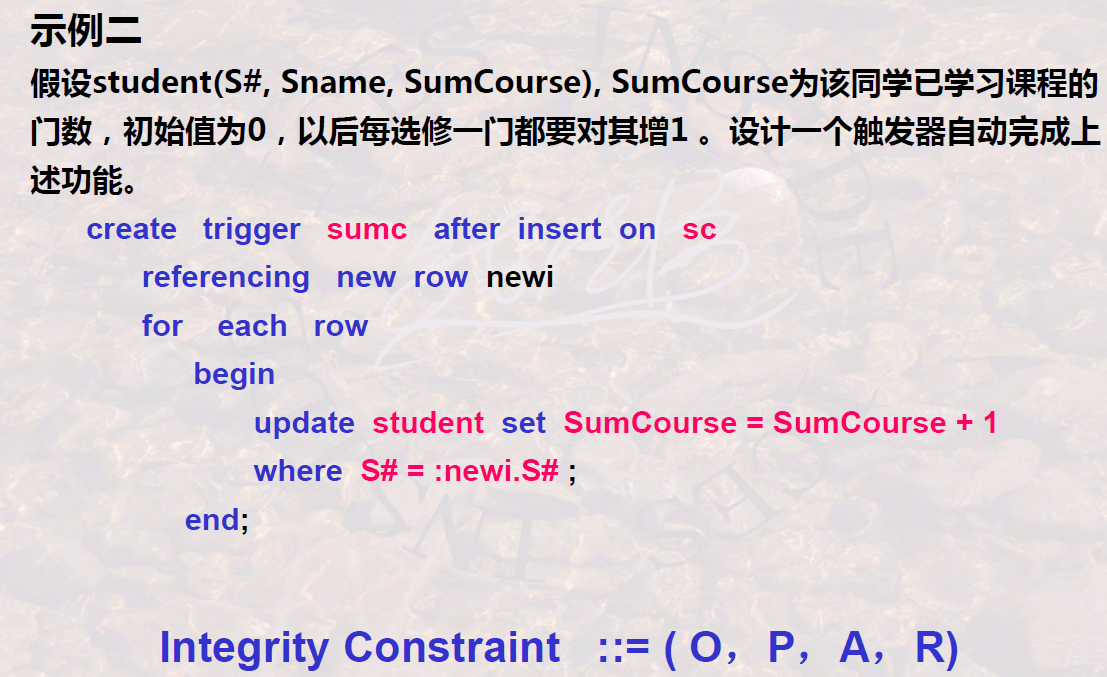 示例二
假设student(S#, Sname, SumCourse), SumCourse为该同学已学习课程的
门数，初始值为0，以后每选修一门都要对其增1 。设计一个触发器自动完成上
述功能。
create trigger sumc after insert on sc
referencing new row newi
for each row
begin
update student set SumCourse = SumCourse + 1
where S# = :newi.S# ;
end;
Integrity Constraint ::= ( O，P，A，R)